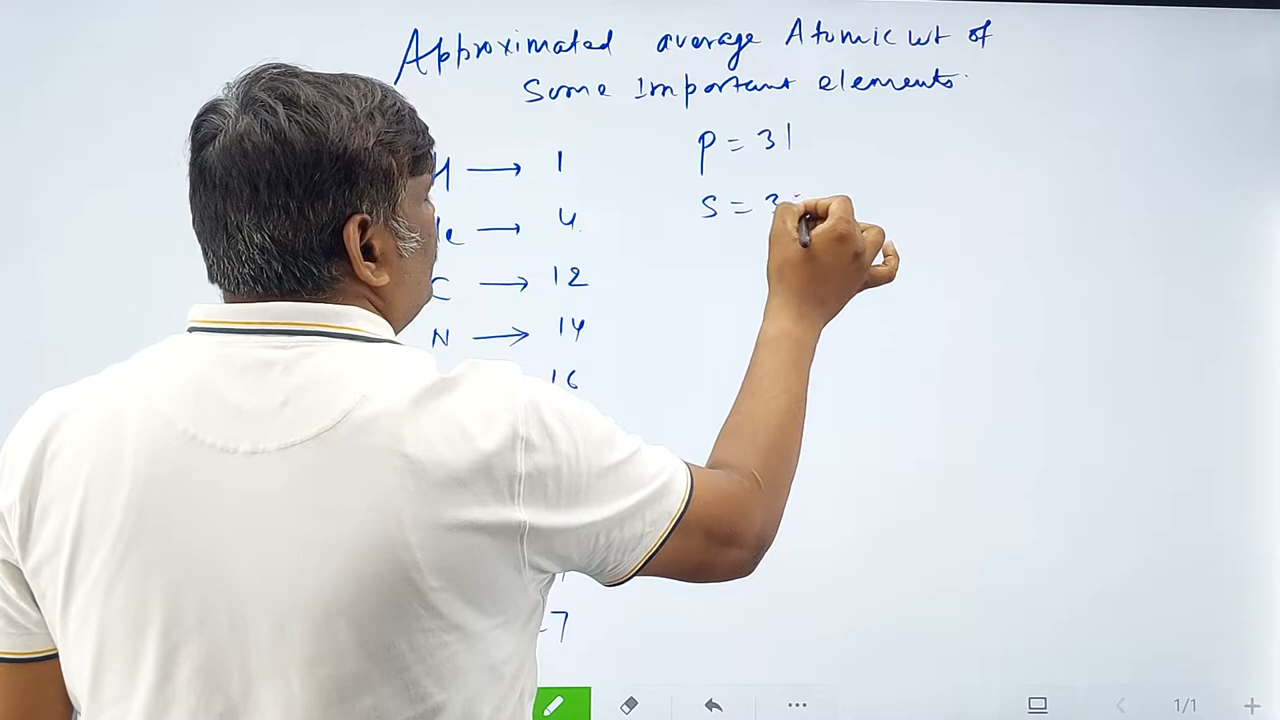 Approximated average Atomic wt of
Some Important elements.
H → 1
He → 4
C → 12
N → 14
16
7
P = 31
S = 3
1/1